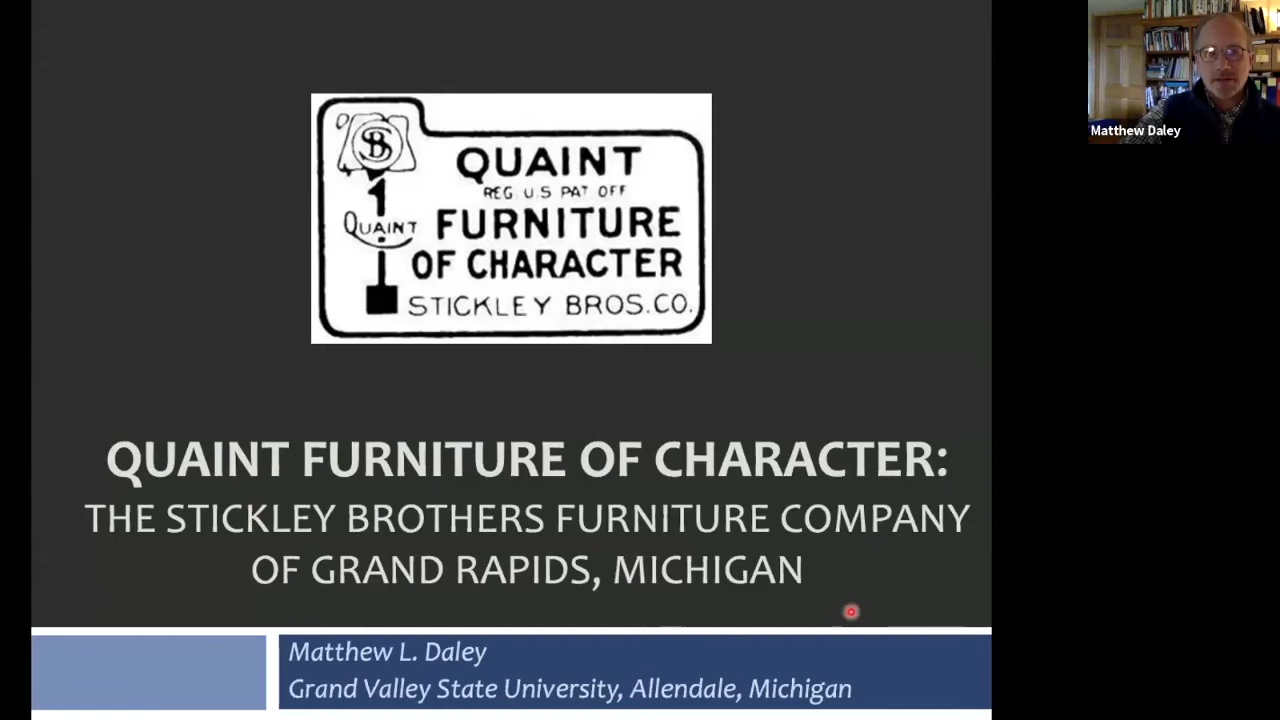 SB
QUAINT
REG. U.S PAT OFF
QUAINT
FURNITURE
OF CHARACTER
STICKLEY BROS. CO.
QUAINT FURNITURE OF CHARACTER:
THE STICKLEY BROTHERS FURNITURE COMPANY
OF GRAND RAPIDS, MICHIGAN
Matthew L. Daley
Grand Valley State University, Allendale, Michigan
Matthew Daley